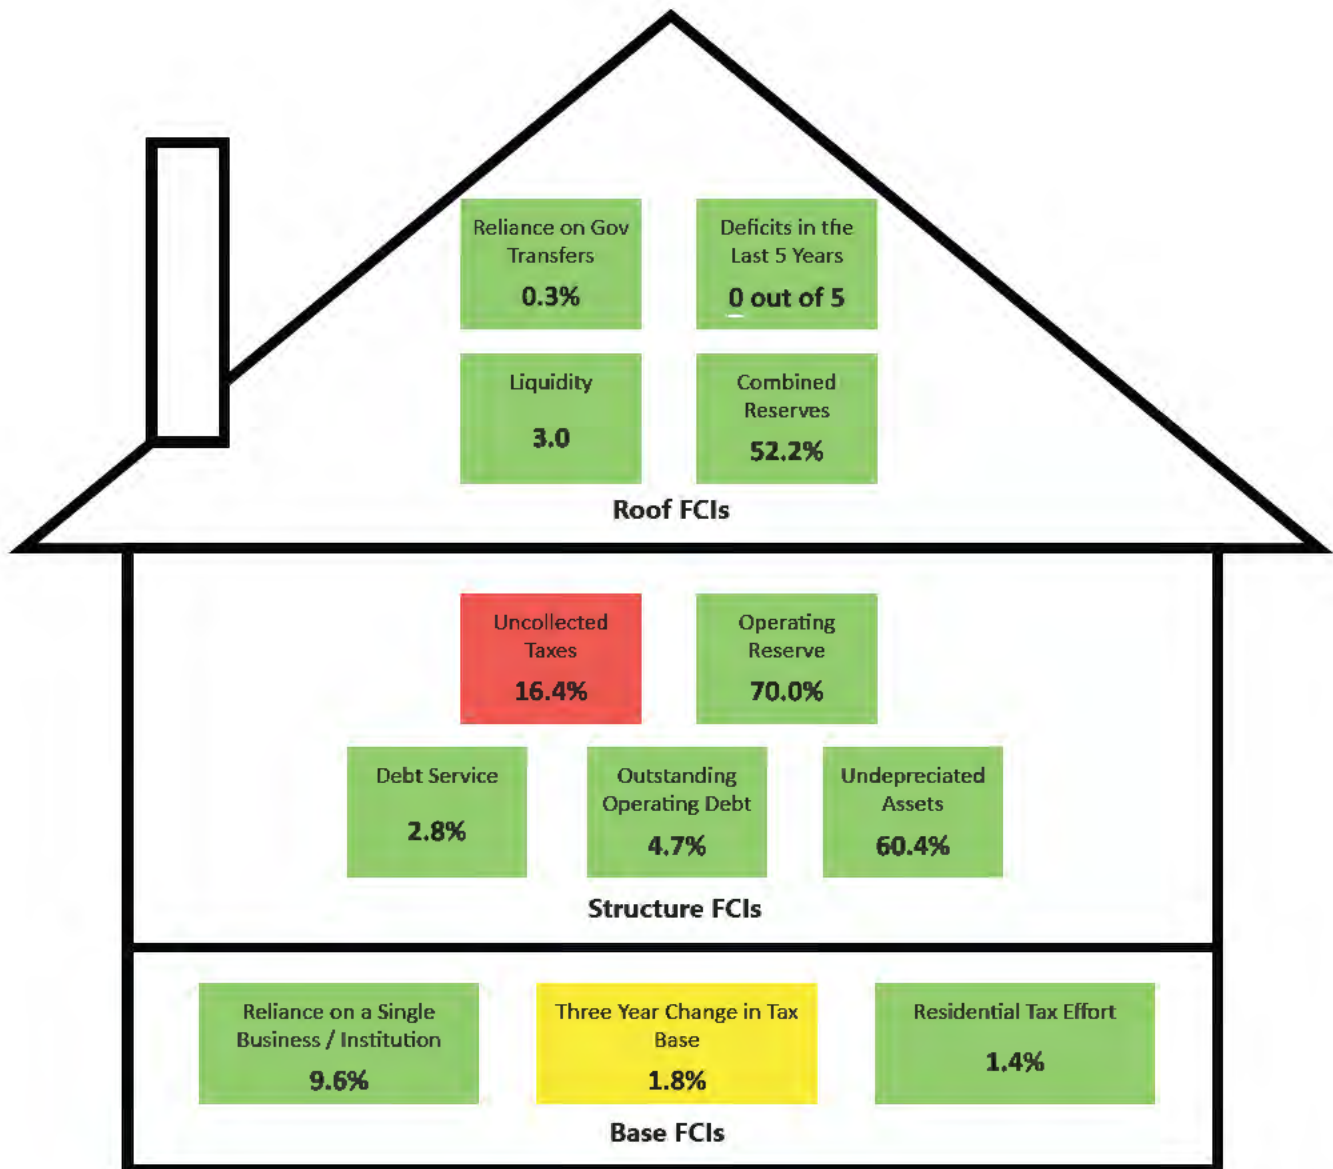 Reliance on Gov
Transfers
0.3%
Deficits in the
Last 5 Years
0 out of 5
Liquidity
3.0
Combined
Reserves
52.2%
Roof FCIs
Uncollected
Taxes
16.4%
Operating
Reserve
70.0%
Debt Service
2.8%
Outstanding
Operating Debt
4.7%
Undepreciated
Assets
60.4%
Structure FCIs
Reliance on a Single
Business / Institution
9.6%
Three Year Change in Tax
Base
1.8%
Residential Tax Effort
1.4%
Base FCIs